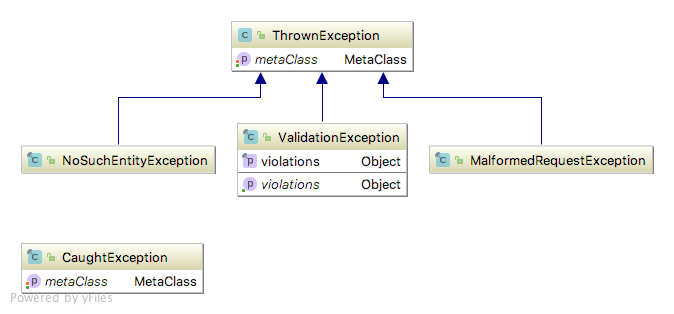 C ThrownException
p metaClass MetaClass
C NoSuchEntityException
C ValidationException
p violations Object
p violations Object
C MalformedRequestException
C CaughtException
p metaClass MetaClass
Powered by yFiles